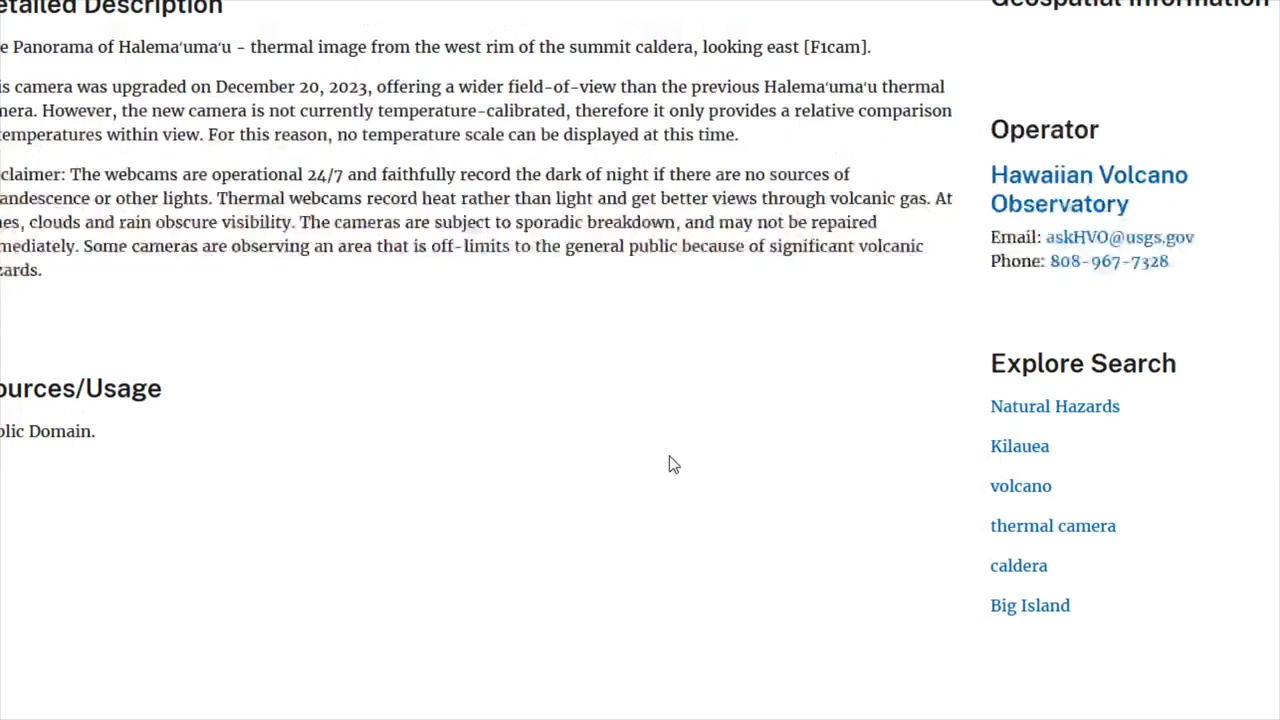 etailed Description
e Panorama of Halemaʻumaʻu - thermal image from the west rim of the summit caldera, looking east [F1cam].
is camera was upgraded on December 20, 2023, offering a wider field-of-view than the previous Halemaʻumaʻu thermal
mera. However, the new camera is not currently temperature-calibrated, therefore it only provides a relative comparison
temperatures within view. For this reason, no temperature scale can be displayed at this time.
claimer: The webcams are operational 24/7 and faithfully record the dark of night if there are no sources of
andescence or other lights. Thermal webcams record heat rather than light and get better views through volcanic gas. At
es, clouds and rain obscure visibility. The cameras are subject to sporadic breakdown, and may not be repaired
mediately. Some cameras are observing an area that is off-limits to the general public because of significant volcanic
zards.
ources/Usage
blic Domain.
Geospatial Information
Operator
Hawaiian Volcano
Observatory
Email: askHVO@usgs.gov
Phone: 808-967-7328
Explore Search
Natural Hazards
Kilauea
volcano
thermal camera
caldera
Big Island